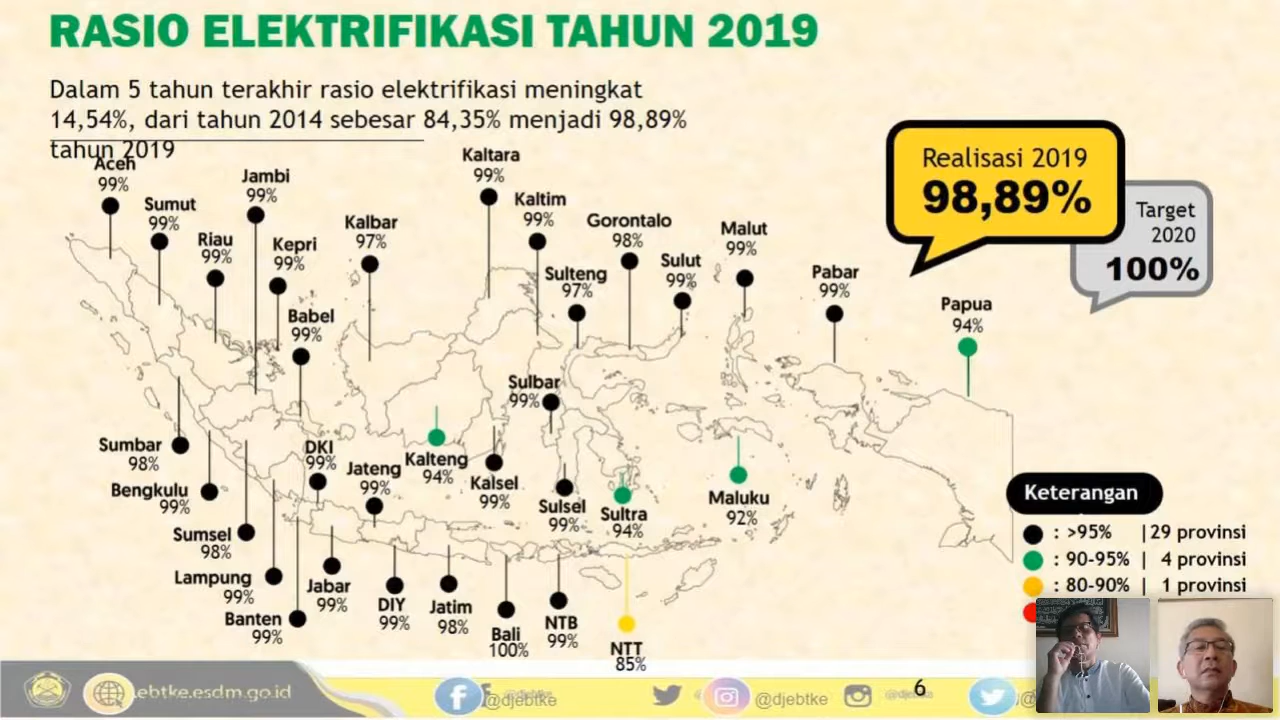 RASIO ELEKTRIFIKASI TAHUN 2019
Dalam 5 tahun terakhir rasio elektrifikasi meningkat
14,54%, dari tahun 2014 sebesar 84,35% menjadi 98,89%
tahun 2019
Realisasi 2019
98,89%
Target
2020
100%
Aceh
99%
Sumut
99%
Riau
99%
Jambi
99%
Kepri
99%
Babel
99%
Kalbar
97%
Kaltara
99%
Kaltim
99%
Sulteng
97%
Gorontalo
98%
Sulut
99%
Malut
99%
Pabar
99%
Papua
94%
Sulbar
99%
Sumbar
98%
Bengkulu
99%
Sumsel
98%
Lampung
99%
Banten
99%
DKI
99%
Jateng
99%
Jabar
99%
DIY
99%
Jatim
98%
Kalteng
94%
Kalsel
99%
Sulsel
99%
Sultra
94%
Maluku
92%
Bali
100%
NTB
99%
NTT
85%
Keterangan
: >95% | 29 provinsi
: 90-95% | 4 provinsi
: 80-90% | 1 provinsi
ebtke.esdm.go.id
@djebtke
@djebtke
6